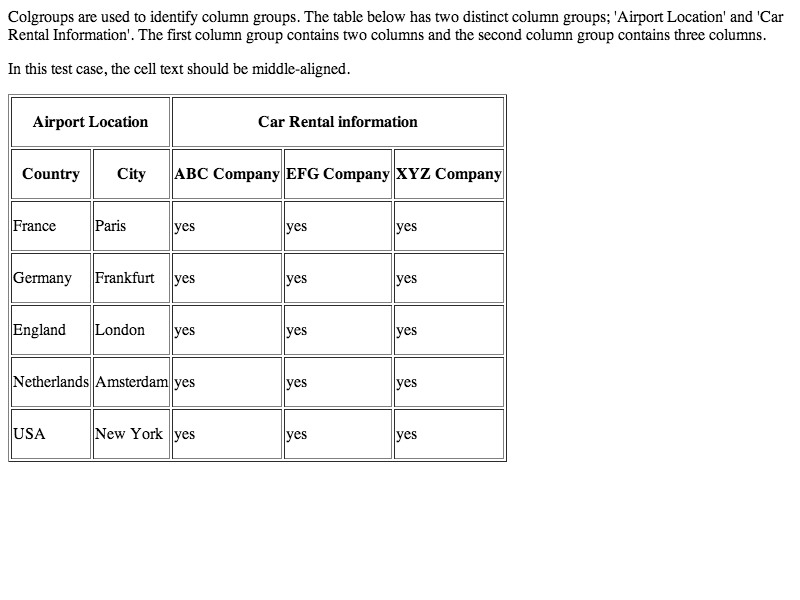 Colgroups are used to identify column groups. The table below has two distinct column groups; 'Airport Location' and 'Car
Rental Information'. The first column group contains two columns and the second column group contains three columns.
In this test case, the cell text should be middle-aligned.
Airport Location Car Rental information
Country City ABC Company EFG Company XYZ Company
France Paris yes yes yes
Germany Frankfurt yes yes yes
England London yes yes yes
Netherlands Amsterdam yes yes yes
USA New York yes yes yes